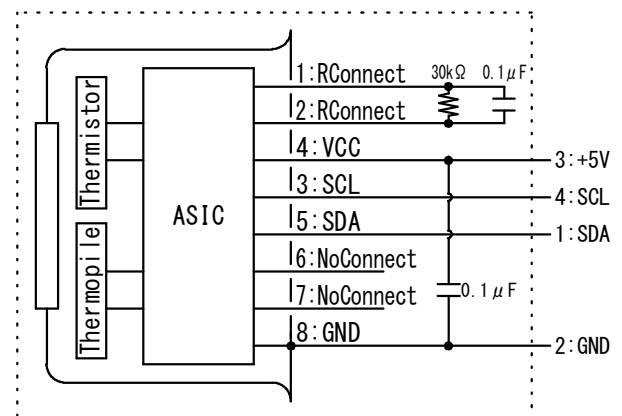 1:RConnect
30kΩ
0.1μF
2:RConnect
4:VCC
3:+5V
3:SCL
4:SCL
5:SDA
1:SDA
6:NoConnect
7:NoConnect
0.1μF
8:GND
2:GND
Thermistor
ASIC
Thermopile